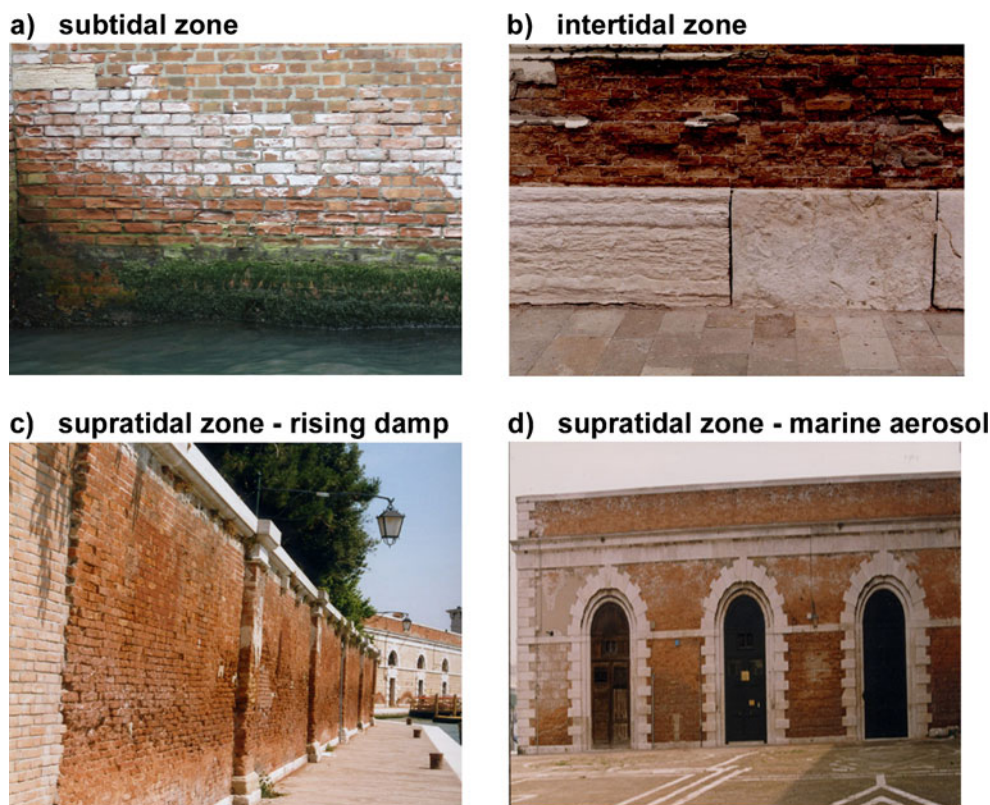 a) subtidal zone
b) intertidal zone
c) supratidal zone - rising damp
d) supratidal zone - marine aerosol